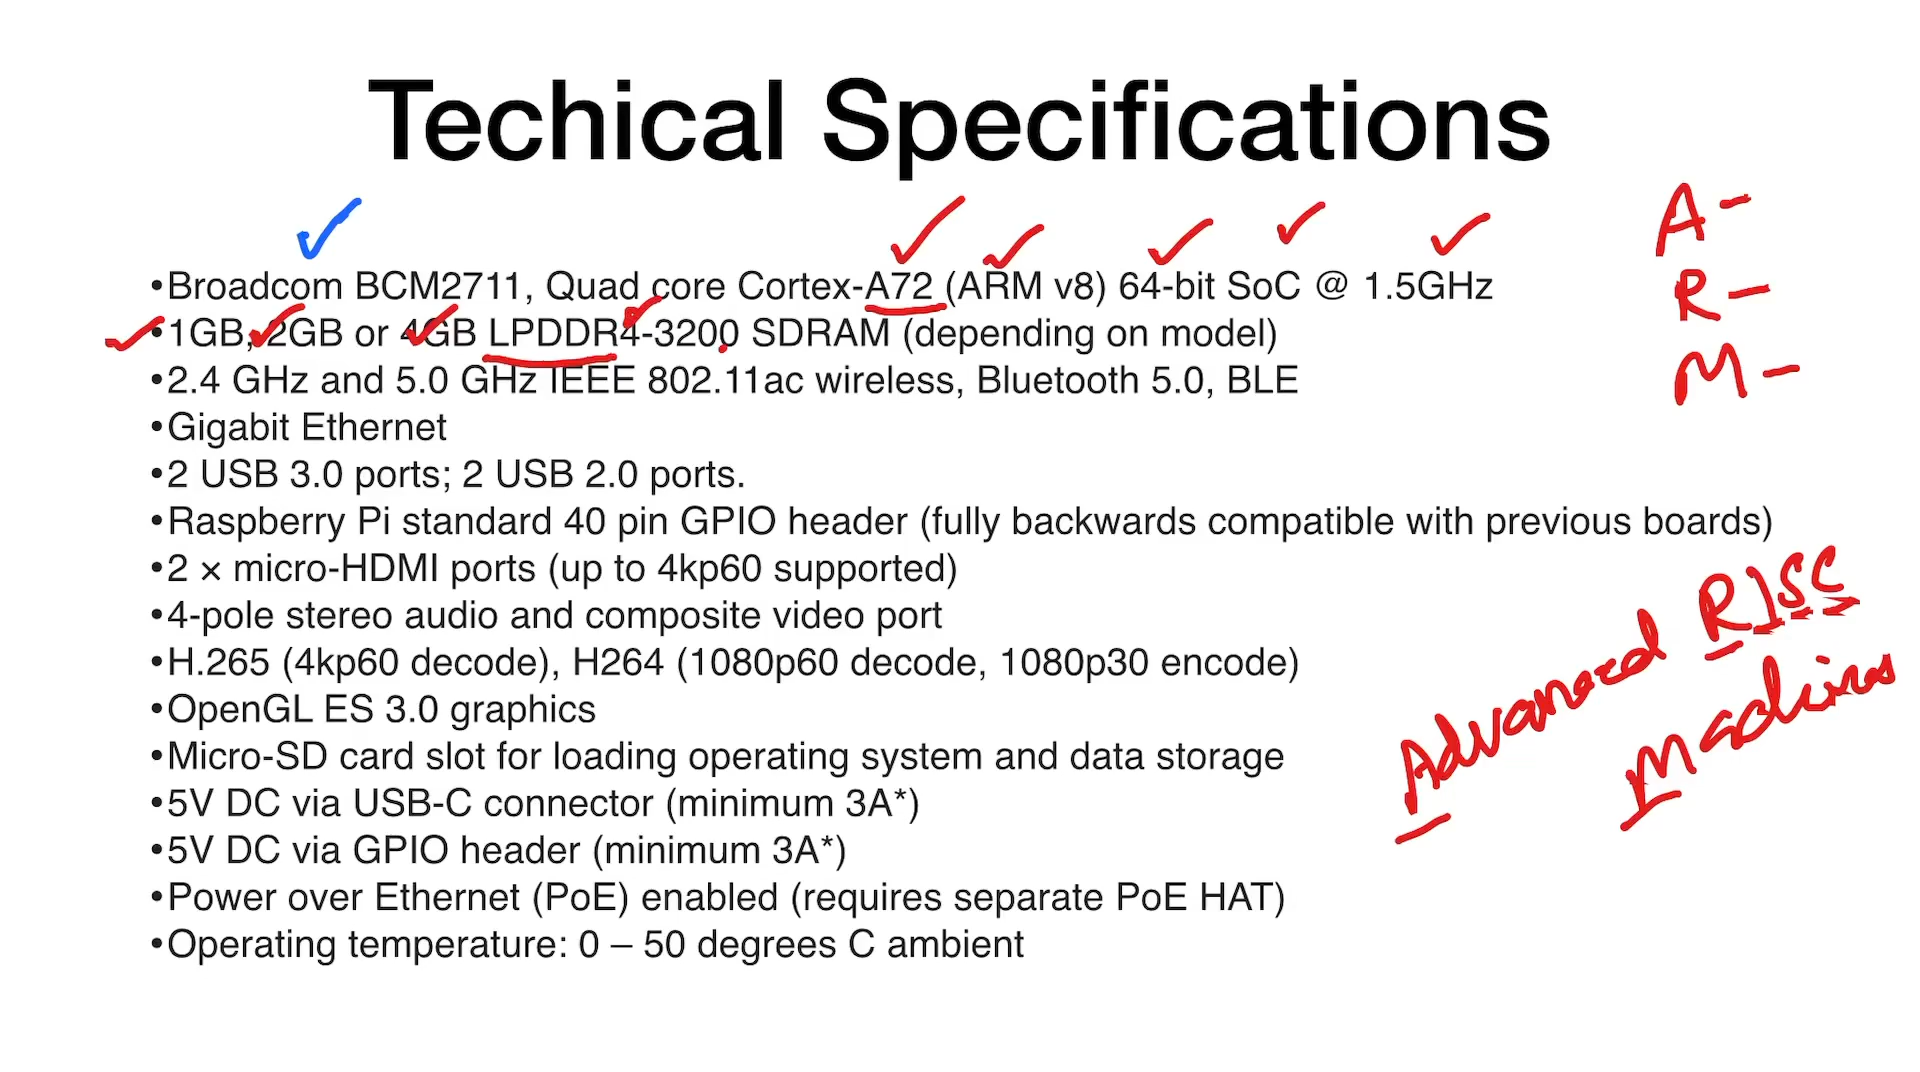 Techical Specifications
•Broadcom BCM2711, Quad core Cortex-A72 (ARM v8) 64-bit SoC @ 1.5GHz
•1GB, 2GB or 4GB LPDDR4-3200 SDRAM (depending on model)
•2.4 GHz and 5.0 GHz IEEE 802.11ac wireless, Bluetooth 5.0, BLE
•Gigabit Ethernet
•2 USB 3.0 ports; 2 USB 2.0 ports.
•Raspberry Pi standard 40 pin GPIO header (fully backwards compatible with previous boards)
•2 × micro-HDMI ports (up to 4kp60 supported)
•4-pole stereo audio and composite video port
•H.265 (4kp60 decode), H264 (1080p60 decode, 1080p30 encode)
•OpenGL ES 3.0 graphics
•Micro-SD card slot for loading operating system and data storage
•5V DC via USB-C connector (minimum 3A*)
•5V DC via GPIO header (minimum 3A*)
•Power over Ethernet (PoE) enabled (requires separate PoE HAT)
•Operating temperature: 0 – 50 degrees C ambient
A-
R-
M-
Advanced RISC
Machines